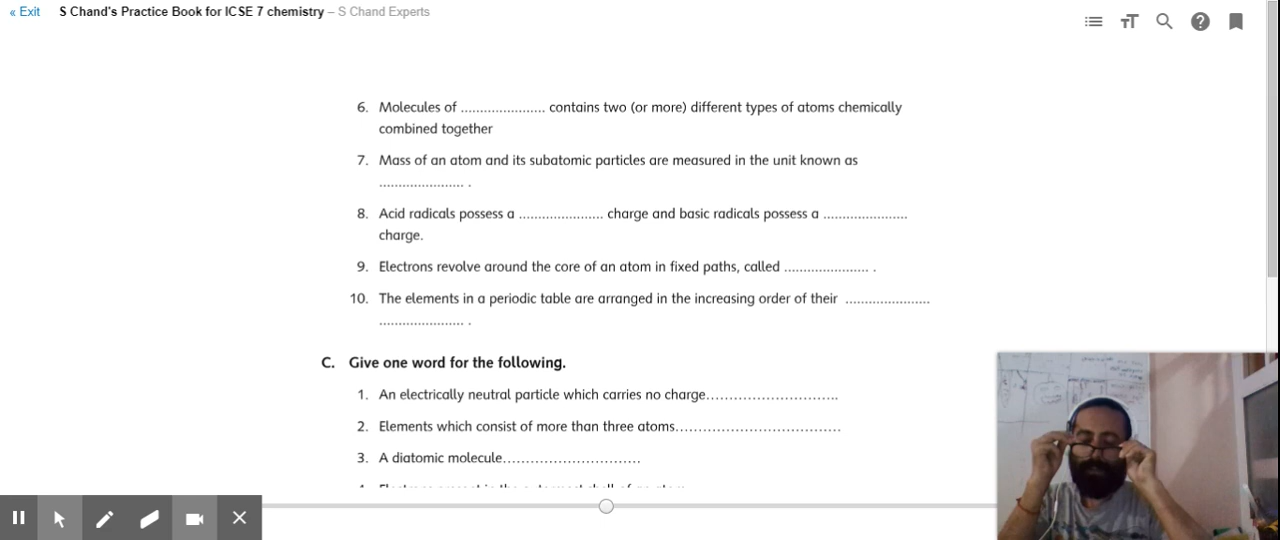 « Exit S Chand's Practice Book for ICSE 7 chemistry – S Chand Experts
6. Molecules of ...................... contains two (or more) different types of atoms chemically
combined together
7. Mass of an atom and its subatomic particles are measured in the unit known as
...................... .
8. Acid radicals possess a ...................... charge and basic radicals possess a ......................
charge.
9. Electrons revolve around the core of an atom in fixed paths, called ...................... .
10. The elements in a periodic table are arranged in the increasing order of their ......................
...................... .
C. Give one word for the following.
1. An electrically neutral particle which carries no charge..............................
2. Elements which consist of more than three atoms....................................
3. A diatomic molecule..............................